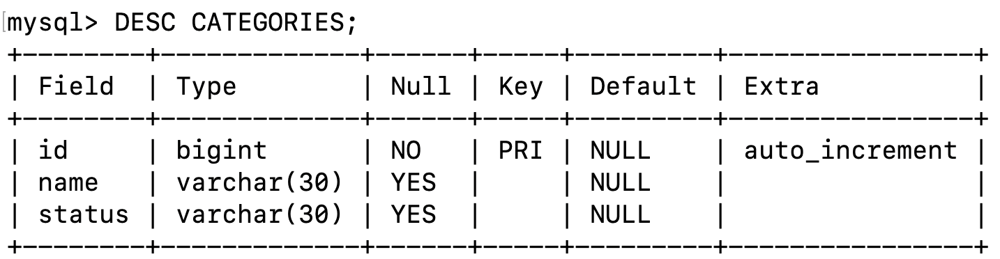 mysql> DESC CATEGORIES;
+--------+-------------+------+-----+---------+----------------+
| Field  | Type        | Null | Key | Default | Extra          |
+--------+-------------+------+-----+---------+----------------+
| id     | bigint      | NO   | PRI | NULL    | auto_increment |
| name   | varchar(30) | YES  |     | NULL    |                |
| status | varchar(30) | YES  |     | NULL    |                |
+--------+-------------+------+-----+---------+----------------+